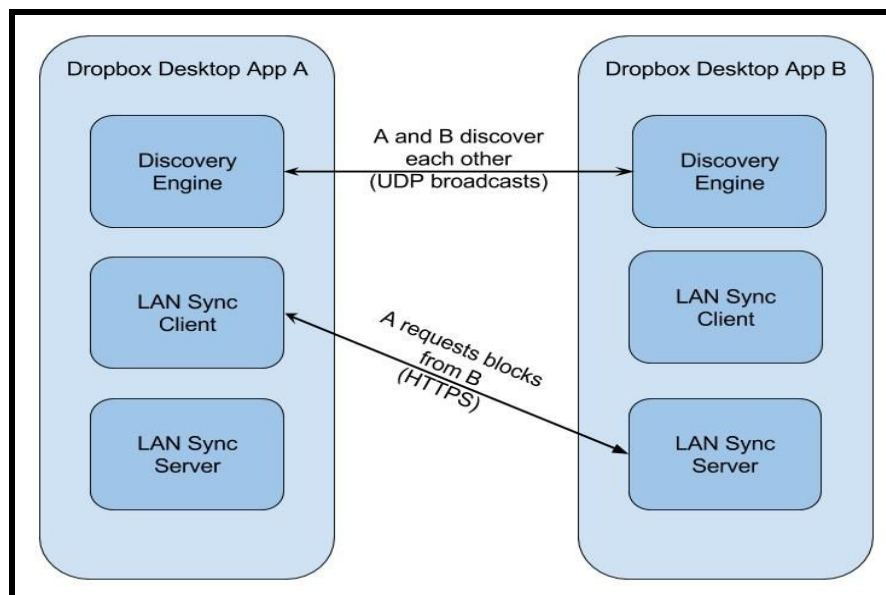 Dropbox Desktop App A
Discovery
Engine
LAN Sync
Client
LAN Sync
Server
A and B discover
each other
(UDP broadcasts)
A requests blocks
from B
(HTTPS)
Dropbox Desktop App B
Discovery
Engine
LAN Sync
Client
LAN Sync
Server